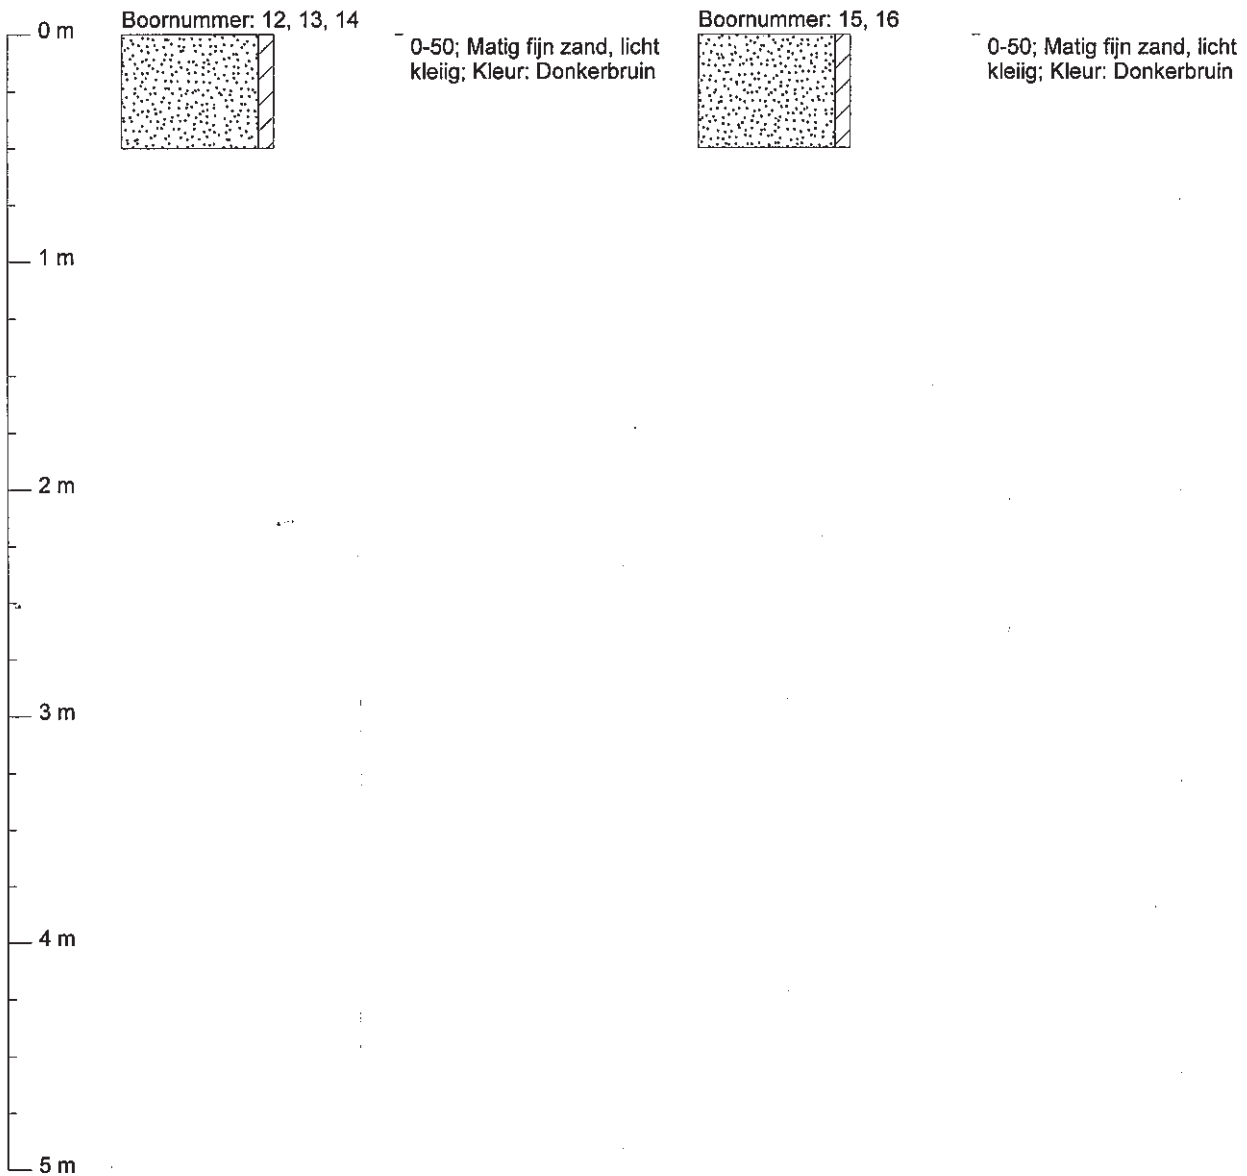 Boornummer: 12, 13, 14
0-50; Matig fijn zand, licht
kleiig; Kleur: Donkerbruin
Boornummer: 15, 16
0-50; Matig fijn zand, licht
kleiig; Kleur: Donkerbruin
0 m
1 m
2 m
3 m
4 m
5 m